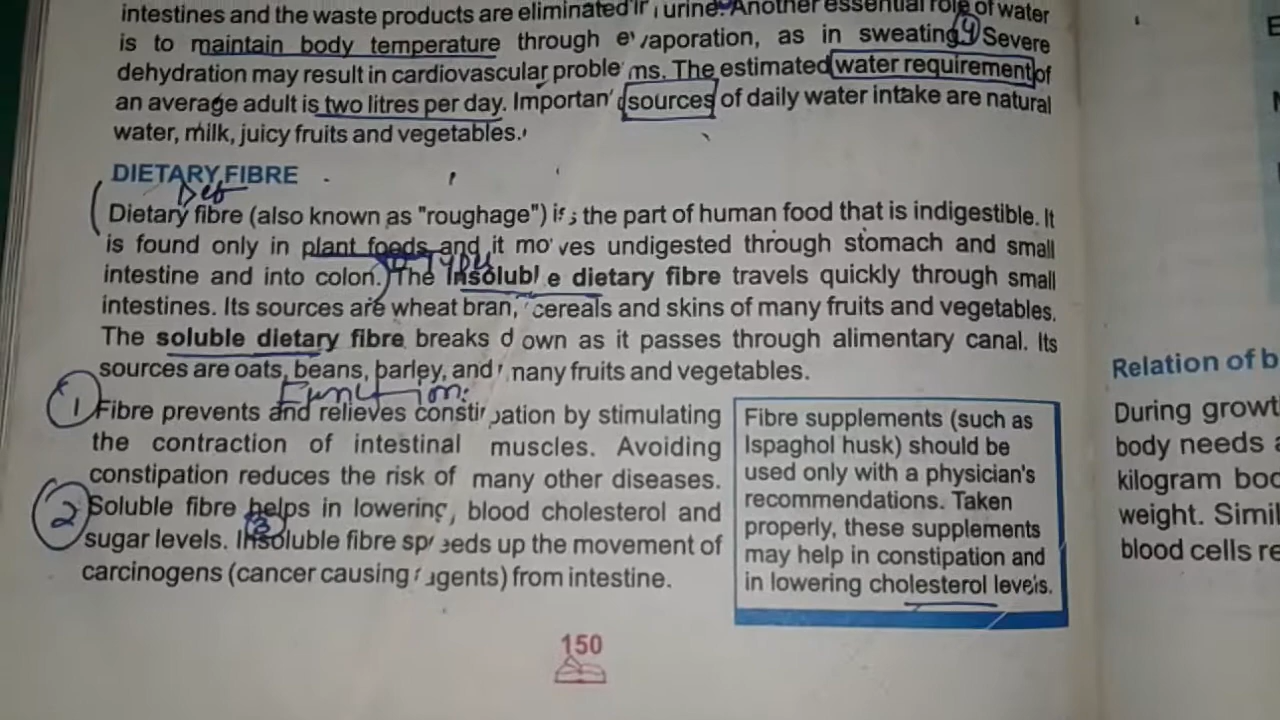 intestines and the waste products are eliminated in urine. Another essential role of water
is to maintain body temperature through evaporation, as in sweating. 4 Severe
dehydration may result in cardiovascular problems. The estimated water requirement of
an average adult is two litres per day. Important sources of daily water intake are natural
water, milk, juicy fruits and vegetables.
DIETARY FIBRE
Def
Dietary fibre (also known as "roughage") is the part of human food that is indigestible. It
is found only in plant foods and it moves undigested through stomach and small
Type
intestine and into colon. The insoluble dietary fibre travels quickly through small
intestines. Its sources are wheat bran, cereals and skins of many fruits and vegetables.
The soluble dietary fibre breaks down as it passes through alimentary canal. Its
sources are oats, beans, barley, and many fruits and vegetables.
Function:
1 Fibre prevents and relieves constipation by stimulating
the contraction of intestinal muscles. Avoiding
constipation reduces the risk of many other diseases.
2 Soluble fibre helps in lowering blood cholesterol and
3
sugar levels. Insoluble fibre speeds up the movement of
carcinogens (cancer causing agents) from intestine.
Fibre supplements (such as
Ispaghol husk) should be
used only with a physician's
recommendations. Taken
properly, these supplements
may help in constipation and
in lowering cholesterol levels.
150
Relation of b
During growt
body needs
kilogram bod
weight. Simil
blood cells re